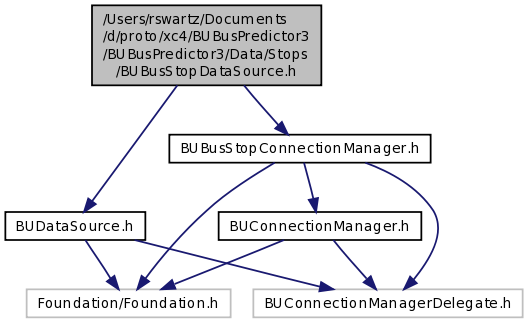 /Users/rswartz/Documents
/d/proto/xc4/BUBusPredictor3
/BUBusPredictor3/Data/Stops
/BUBusStopDataSource.h
BUBusStopConnectionManager.h
BUDataSource.h
BUConnectionManager.h
Foundation/Foundation.h
BUConnectionManagerDelegate.h